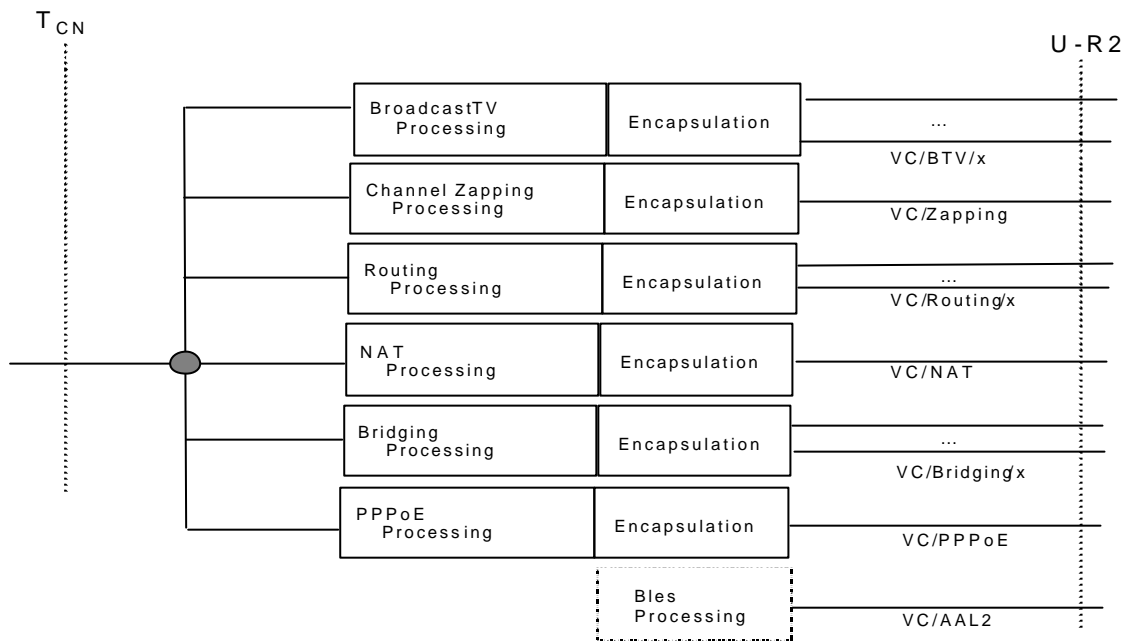 T CN
U-R2
BroadcastTV
Processing
Encapsulation
...
VC/BTV/x
Channel Zapping
Processing
Encapsulation
VC/Zapping
Routing
Processing
Encapsulation
...
VC/Routing/x
NAT
Processing
Encapsulation
VC/NAT
Bridging
Processing
Encapsulation
...
VC/Bridging/x
PPPoE
Processing
Encapsulation
VC/PPPoE
Bles
Processing
VC/AAL2